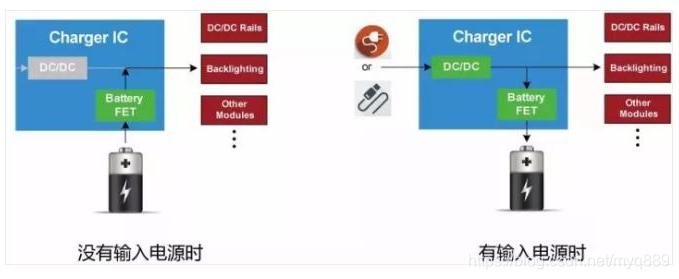 Charger IC
DC/DC
Battery
FET
DC/DC Rails
Backlighting
Other
Modules
没有输入电源时
or
Charger IC
DC/DC
Battery
FET
DC/DC Rails
Backlighting
Other
Modules
有输入电源时
https://blog.csdn.net/myq889